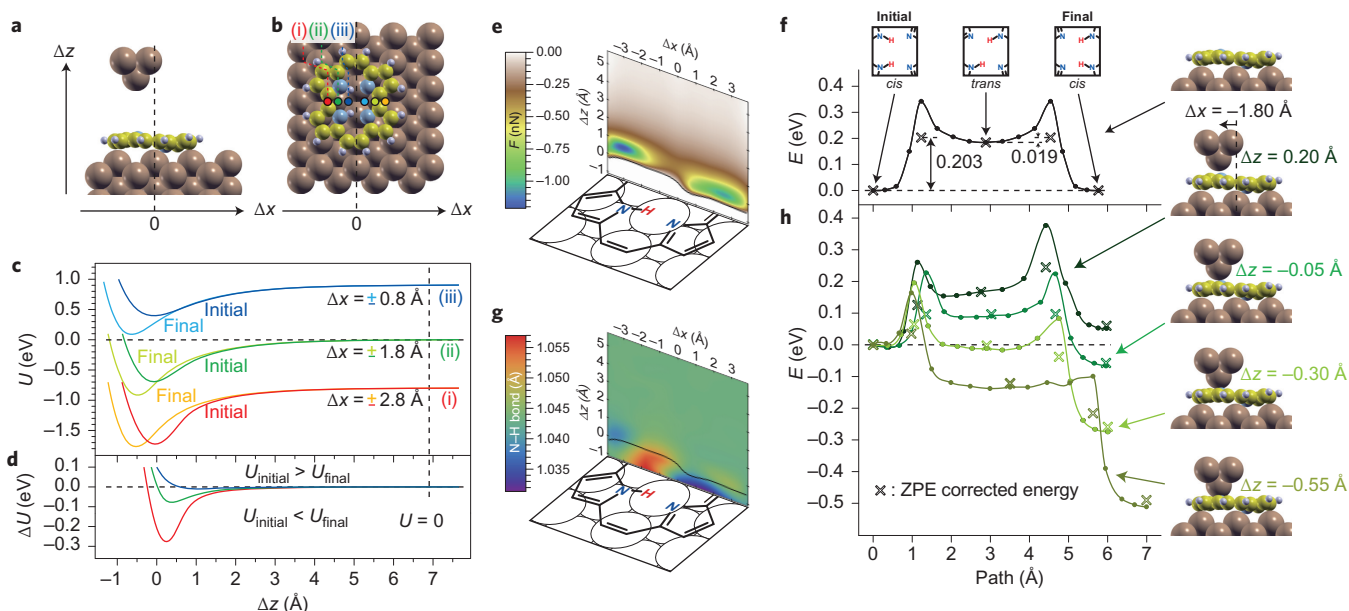 a
Δz
0
Δx
b
(i) (ii) (iii)
0
Δx
c
U (eV)
1.0
0.5
0.0
–0.5
–1.0
–1.5
Initial
Final
Δx = ± 0.8 Å (iii)
Final
Initial
Δx = ± 1.8 Å (ii)
Final
Initial
Δx = ± 2.8 Å (i)
d
ΔU (eV)
0.1
0.0
–0.1
–0.2
–0.3
Uinitial > Ufinal
Uinitial < Ufinal
U = 0
–1 0 1 2 3 4 5 6 7
Δz (Å)
e
F (nN)
0.00
–0.25
–0.50
–0.75
–1.00
Δx (Å)
–3 –2 –1 0 1 2 3
Δz (Å)
5
4
3
2
1
0
–1
N H N
g
N–H bond (Å)
1.055
1.050
1.045
1.040
1.035
Δx (Å)
–3 –2 –1 0 1 2 3
Δz (Å)
5
4
3
2
1
0
–1
N H N
f
Initial
Final
N H N
N H N
N H N
N H N
N H N
N H N
cis
trans
cis
E (eV)
0.4
0.2
0.0
0.203
0.019
h
E (eV)
0.4
0.3
0.2
0.1
0.0
–0.1
–0.2
–0.3
–0.4
–0.5
× : ZPE corrected energy
0 1 2 3 4 5 6 7
Path (Å)
Δx = –1.80 Å
Δz = 0.20 Å
Δz = –0.05 Å
Δz = –0.30 Å
Δz = –0.55 Å